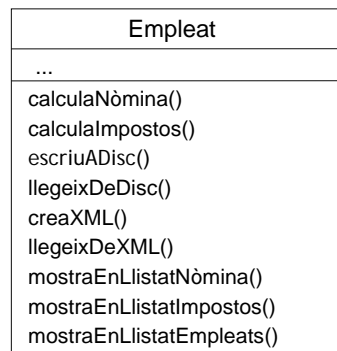 Empleat
...
calculaNòmina()
calculaImpostos()
escriuADisc()
llegeixDeDisc()
creaXML()
llegeixDeXML()
mostraEnLlistatNòmina()
mostraEnLlistatImpostos()
mostraEnLlistatEmpleats()